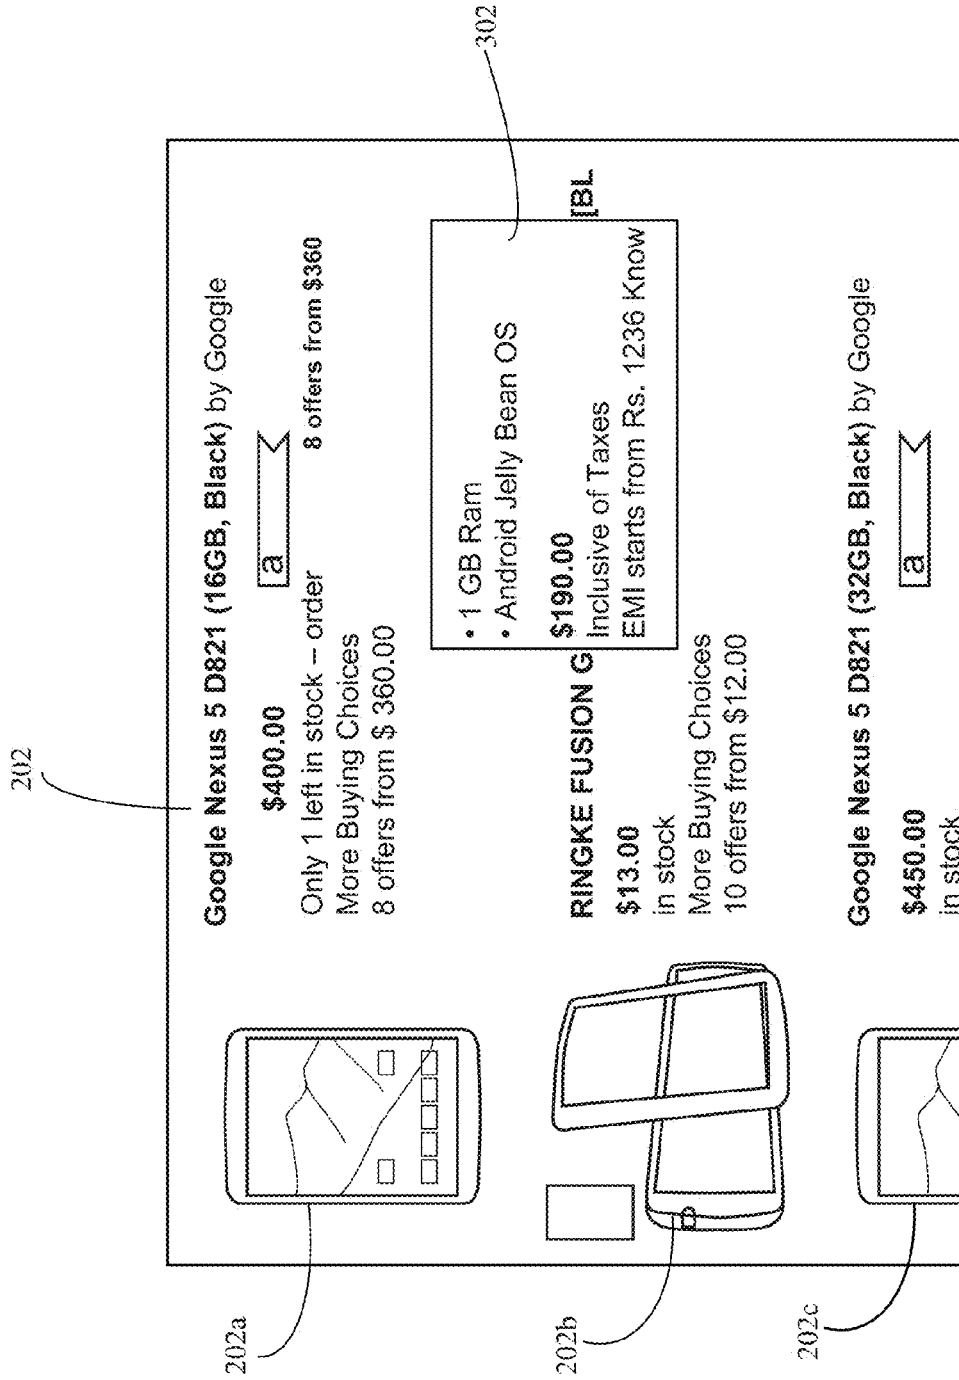 202
302
202a
Google Nexus 5 D821 (16GB, Black) by Google
$400.00
a
Only 1 left in stock – order
8 offers from $360
More Buying Choices
8 offers from $ 360.00
• 1 GB Ram
• Android Jelly Bean OS
$190.00
Inclusive of Taxes
EMI starts from Rs. 1236 Know
202b
RINGKE FUSION G
[BL
$13.00
in stock
More Buying Choices
10 offers from $12.00
202c
Google Nexus 5 D821 (32GB, Black) by Google
$450.00
a
in stock